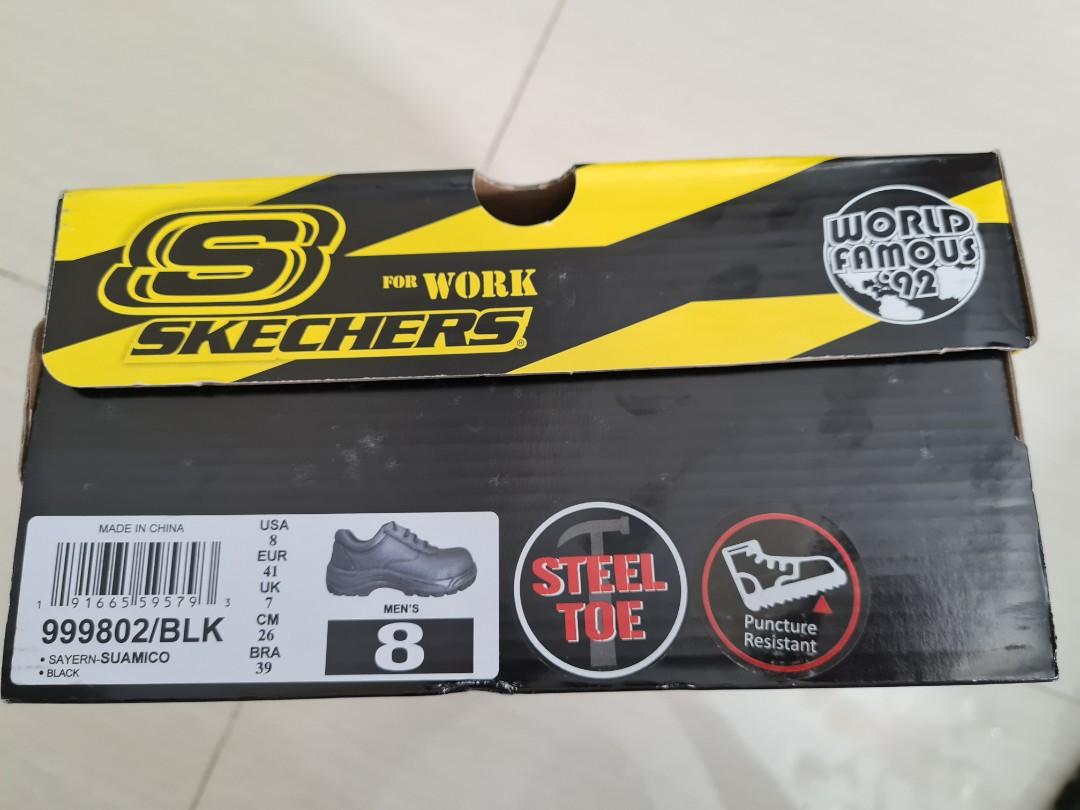 S
FOR WORK
SKECHERS®
WORLD
FAMOUS
'92
MADE IN CHINA
1 91665 59579 3
999802/BLK
• SAYERN-SUAMICO
• BLACK
USA
8
EUR
41
UK
7
CM
26
BRA
39
MEN'S
8
STEEL
TOE
Puncture
Resistant